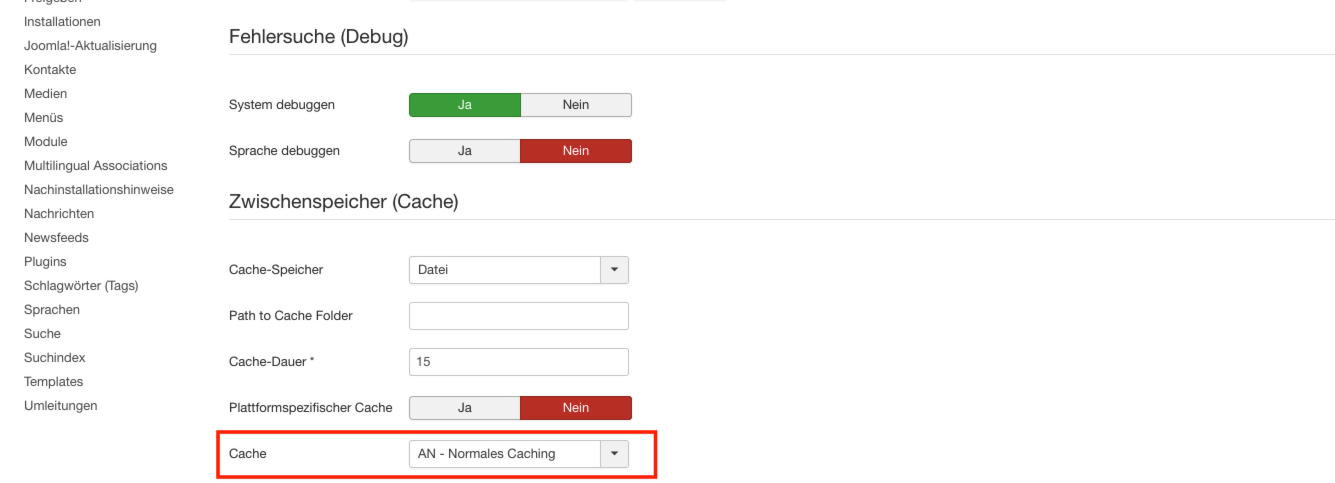 Installationen
Joomla!-Aktualisierung
Kontakte
Medien
Menüs
Module
Multilingual Associations
Nachinstallationshinweise
Nachrichten
Newsfeeds
Plugins
Schlagwörter (Tags)
Sprachen
Suche
Suchindex
Templates
Umleitungen
Fehlersuche (Debug)
System debuggen Ja Nein
Sprache debuggen Ja Nein
Zwischenspeicher (Cache)
Cache-Speicher Datei
Path to Cache Folder
Cache-Dauer * 15
Plattformspezifischer Cache Ja Nein
Cache AN - Normales Caching